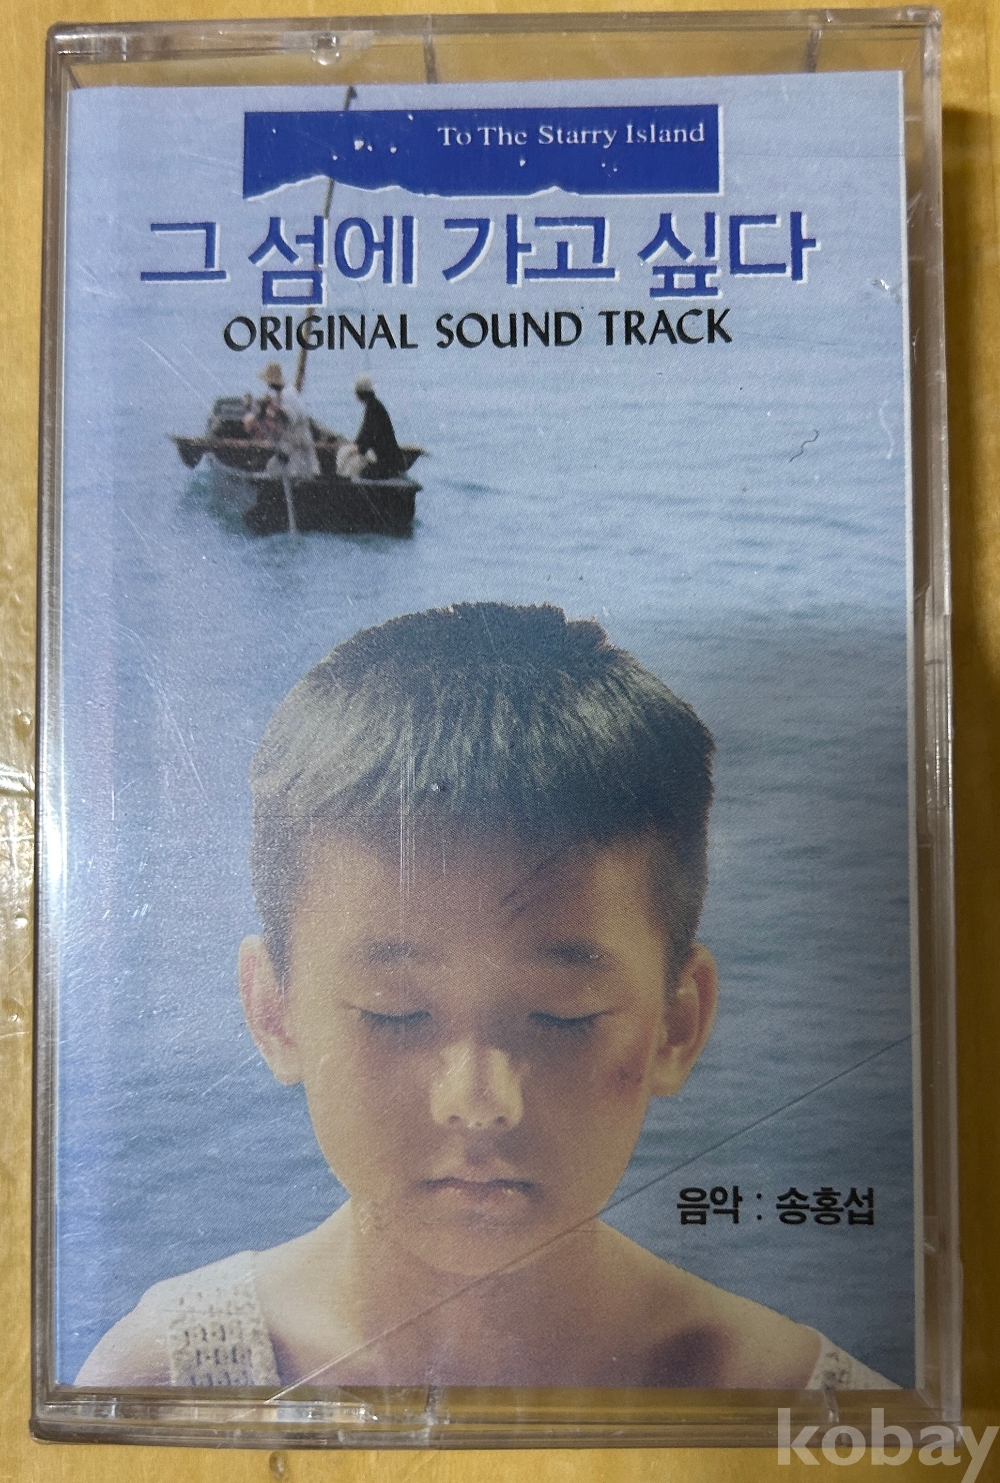 To The Starry Island
그 섬에 가고 싶다
ORIGINAL SOUND TRACK
음악 : 송홍섭
kobay